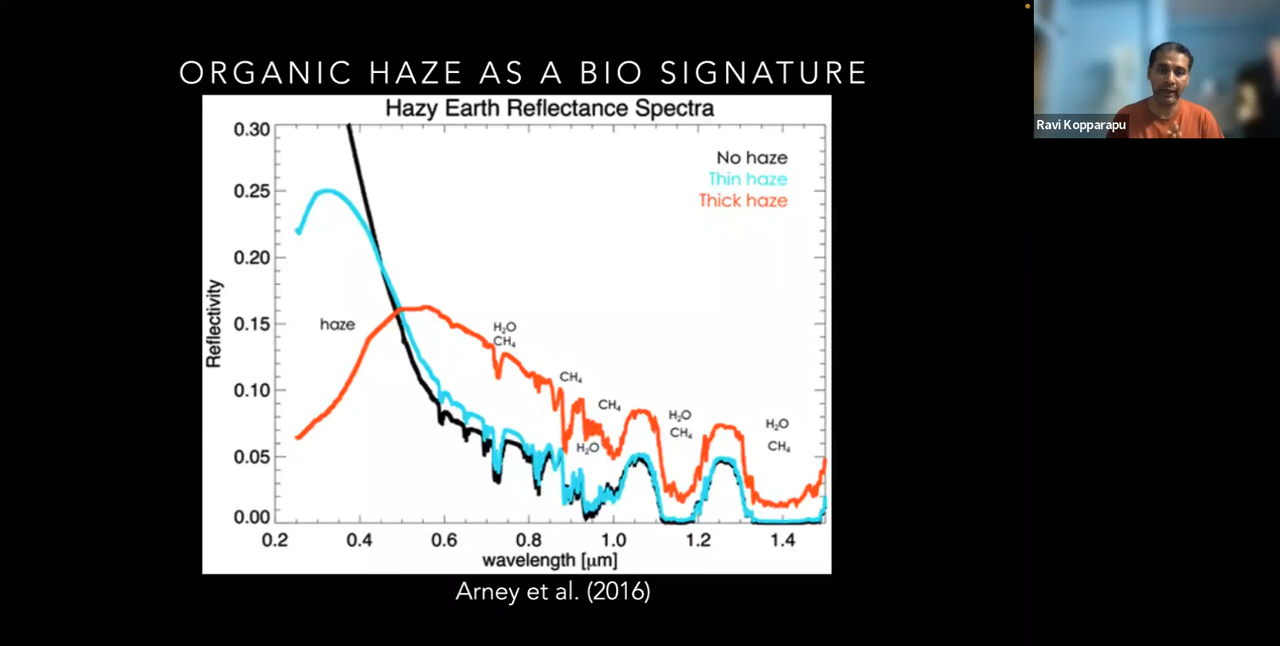 ORGANIC HAZE AS A BIO SIGNATURE
Ravi Kopparapu
Hazy Earth Reflectance Spectra
No haze
Thin haze
Thick haze
Reflectivity
0.30
0.25
0.20
0.15
0.10
0.05
0.00
haze
H₂O
CH₄
CH₄
CH₄
H₂O
H₂O
CH₄
H₂O
CH₄
0.2 0.4 0.6 0.8 1.0 1.2 1.4
wavelength [μm]
Arney et al. (2016)